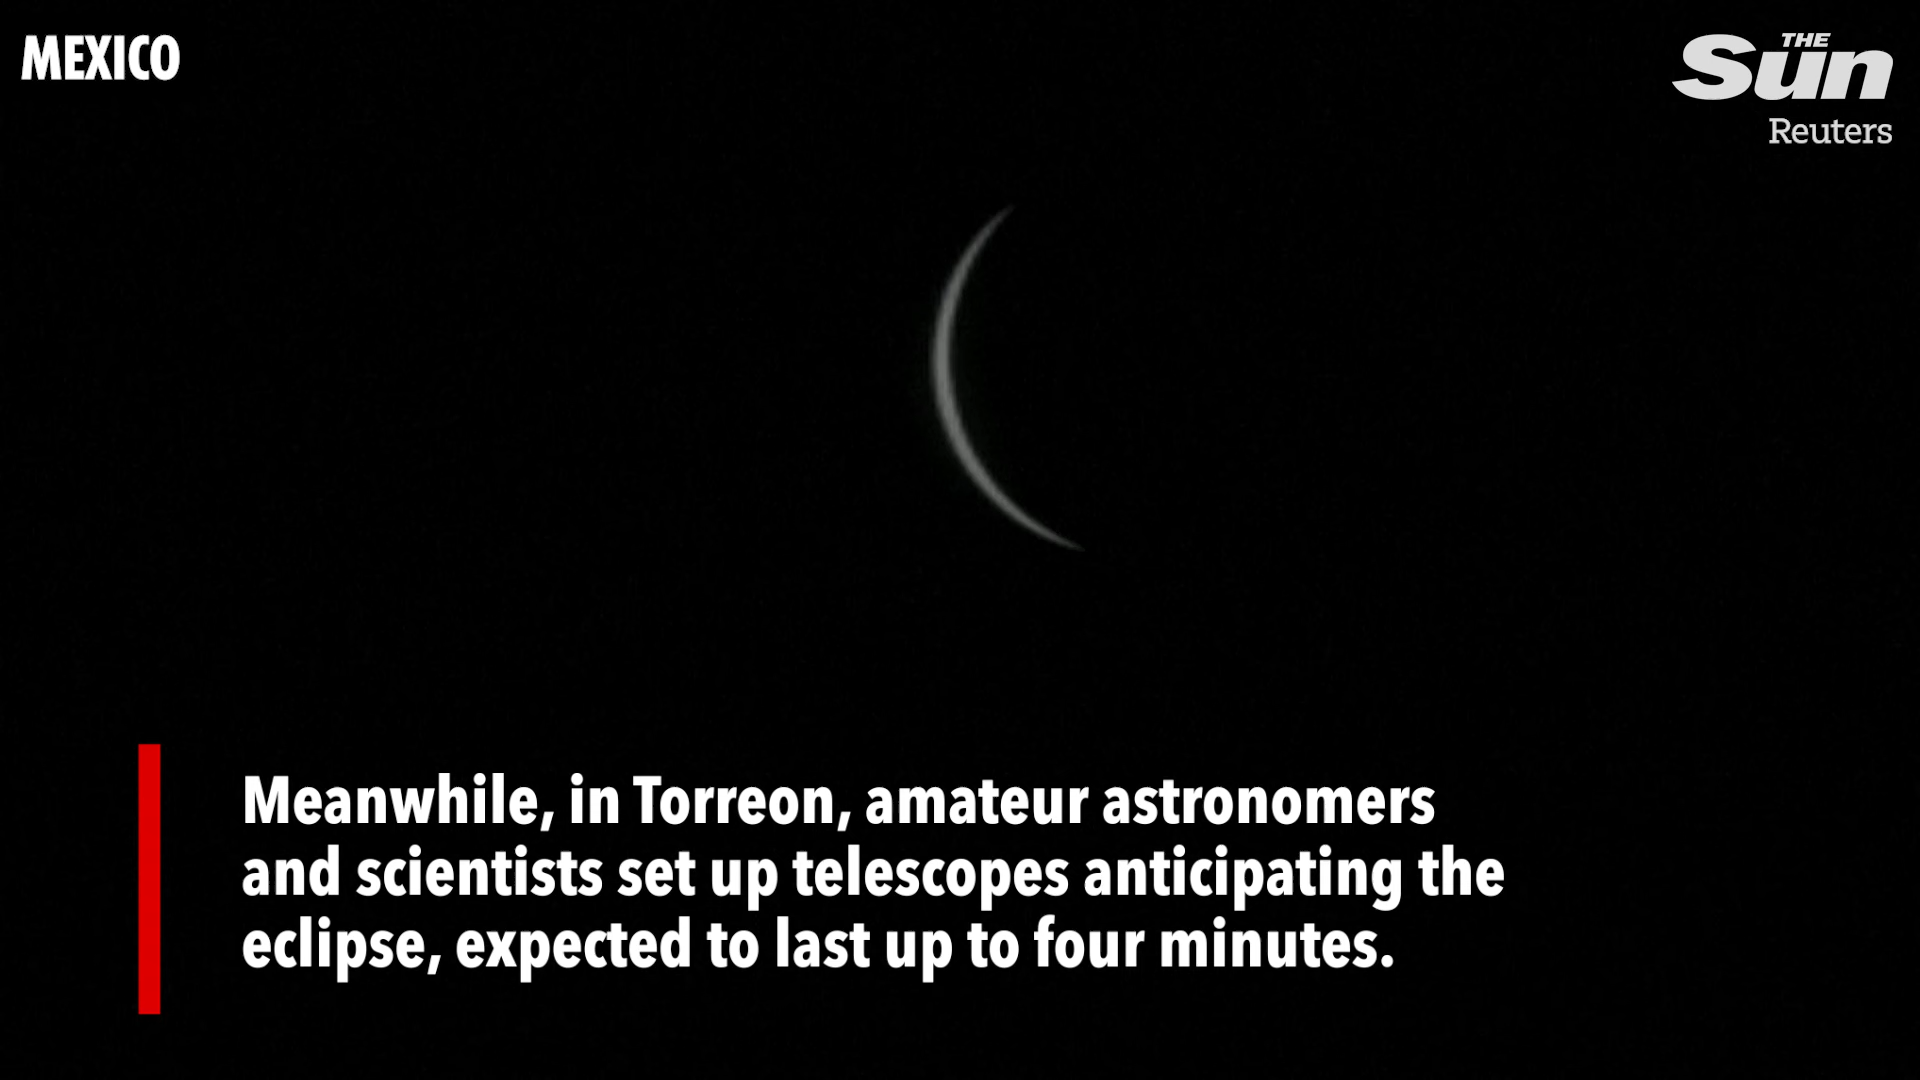 MEXICO
THE
Sun
Reuters
Meanwhile, in Torreon, amateur astronomers
and scientists set up telescopes anticipating the
eclipse, expected to last up to four minutes.